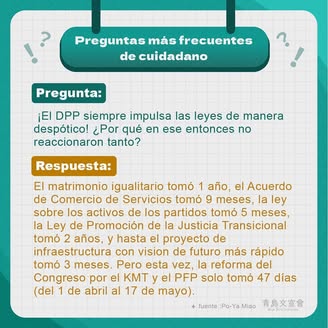 Preguntas más frecuentes
de cuidadano
Pregunta:
¡El DPP siempre impulsa las leyes de manera
despótico! ¿Por qué en ese entonces no
reaccionaron tanto?
Respuesta:
El matrimonio igualitario tomó 1 año, el Acuerdo
de Comercio de Servicios tomó 9 meses, la ley
sobre los activos de los partidos tomó 5 meses,
la Ley de Promoción de la Justicia Transicional
tomó 2 años, y hasta el proyecto de
infraestructura con vision de futuro más rápido
tomó 3 meses. Pero esta vez, la reforma del
Congreso por el KMT y el PFP solo tomó 47 días
(del 1 de abril al 17 de mayo).
✦ fuente: Po-Ya Miao
青鳥文宣會